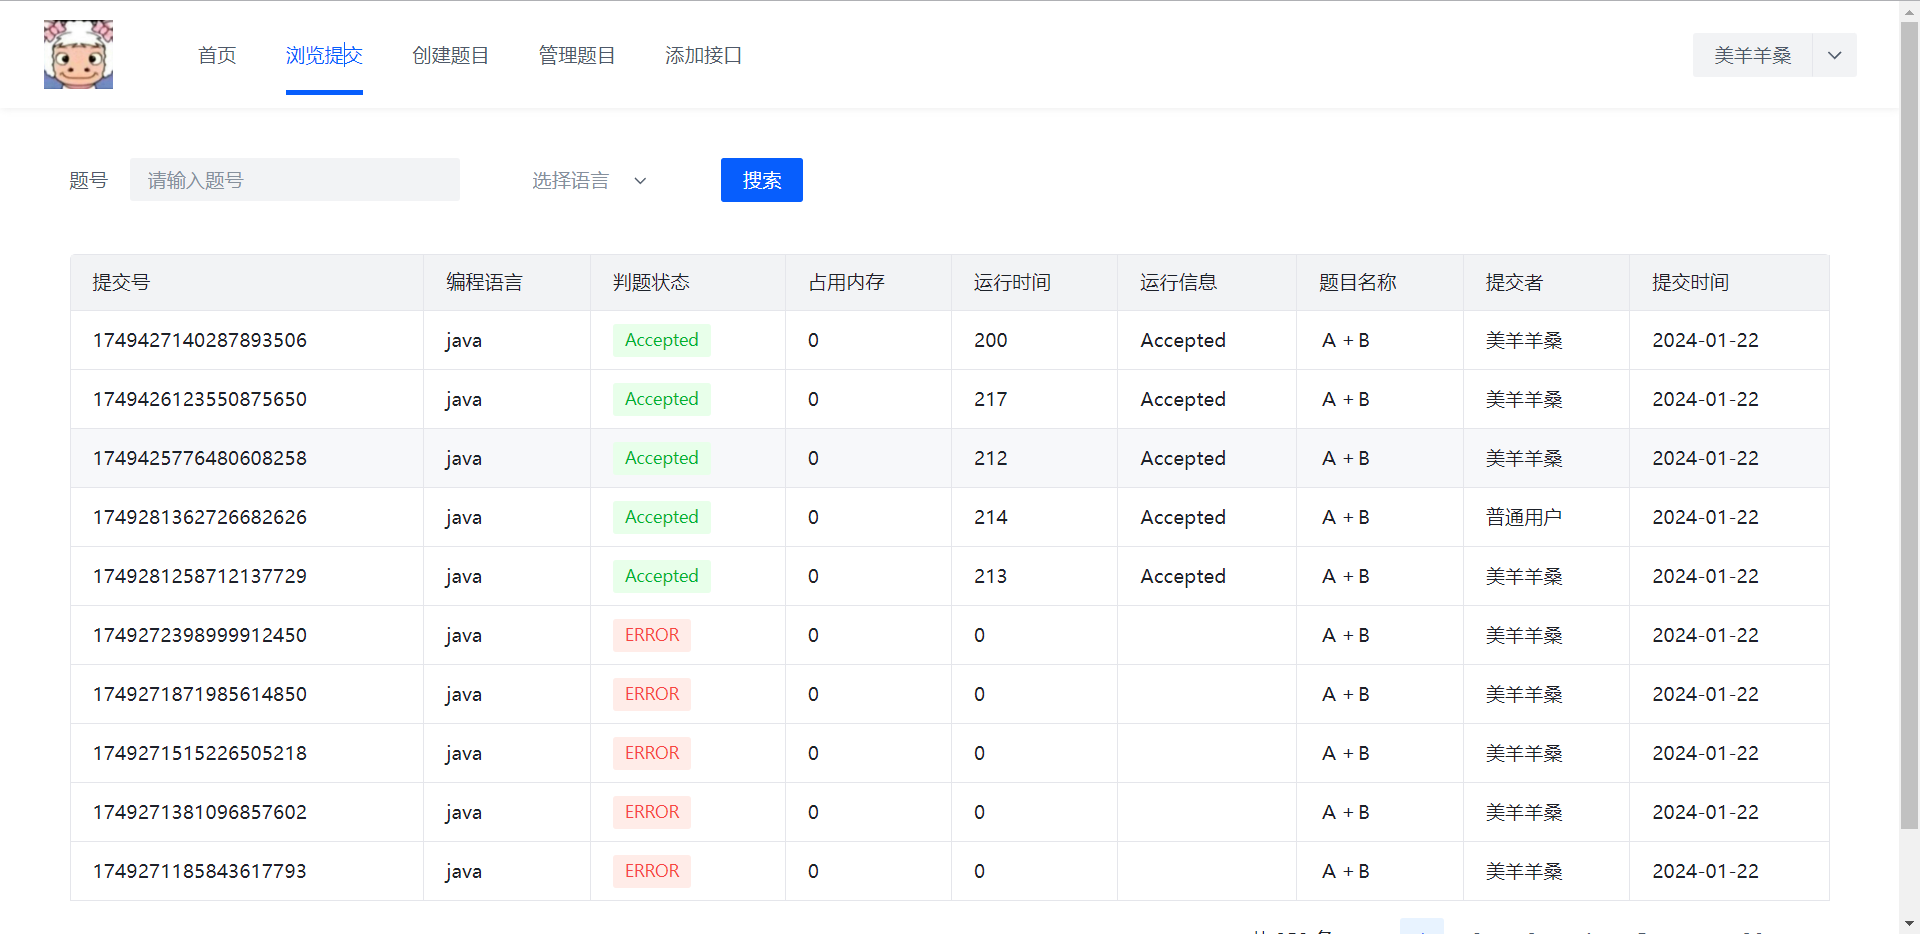 首页 浏览提交 创建题目 管理题目 添加接口 美羊羊桑
题号 请输入题号 选择语言 搜索
提交号 编程语言 判题状态 占用内存 运行时间 运行信息 题目名称 提交者 提交时间
1749427140287893506 java Accepted 0 200 Accepted A + B 美羊羊桑 2024-01-22
1749426123550875650 java Accepted 0 217 Accepted A + B 美羊羊桑 2024-01-22
1749425776480608258 java Accepted 0 212 Accepted A + B 美羊羊桑 2024-01-22
1749281362726682626 java Accepted 0 214 Accepted A + B 普通用户 2024-01-22
1749281258712137729 java Accepted 0 213 Accepted A + B 美羊羊桑 2024-01-22
1749272398999912450 java ERROR 0 0 A + B 美羊羊桑 2024-01-22
1749271871985614850 java ERROR 0 0 A + B 美羊羊桑 2024-01-22
1749271515226505218 java ERROR 0 0 A + B 美羊羊桑 2024-01-22
1749271381096857602 java ERROR 0 0 A + B 美羊羊桑 2024-01-22
1749271185843617793 java ERROR 0 0 A + B 美羊羊桑 2024-01-22